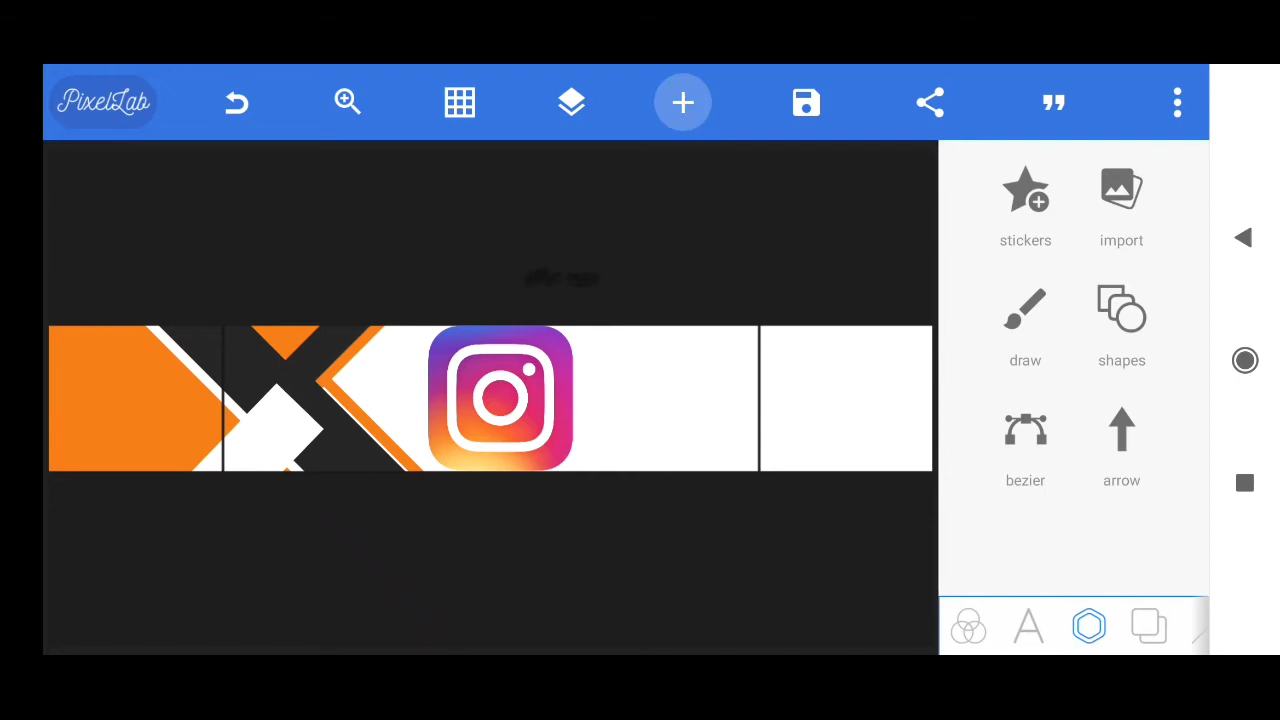 PixelLab
stickers
import
draw
shapes
bezier
arrow